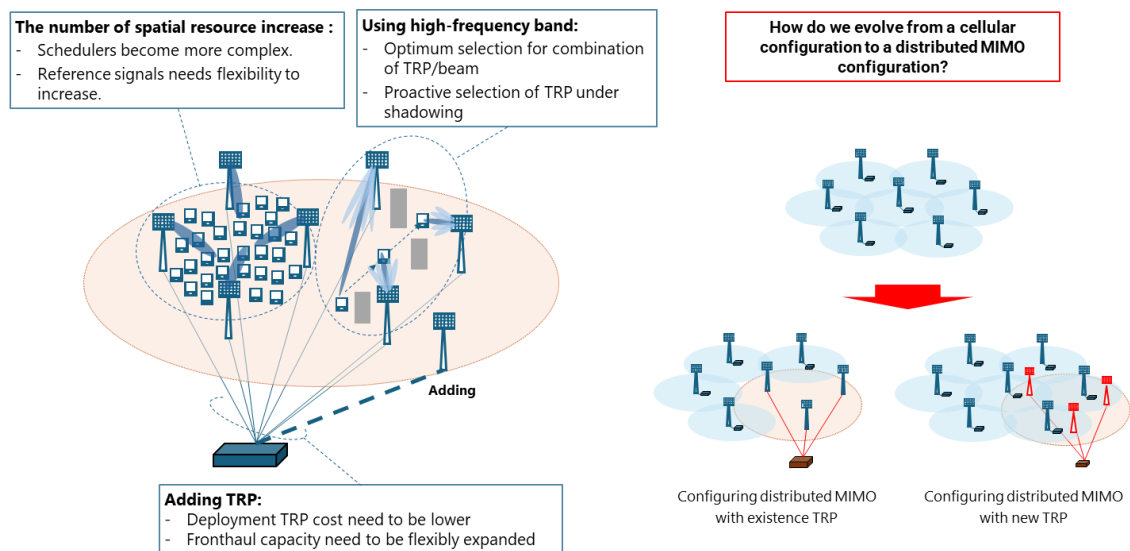 The number of spatial resource increase :
- Schedulers become more complex.
- Reference signals needs flexibility to
increase.
Using high-frequency band:
- Optimum selection for combination
of TRP/beam
- Proactive selection of TRP under
shadowing
Adding
Adding TRP:
- Deployment TRP cost need to be lower
- Fronthaul capacity need to be flexibly expanded
How do we evolve from a cellular
configuration to a distributed MIMO
configuration?
Configuring distributed MIMO
with existence TRP
Configuring distributed MIMO
with new TRP